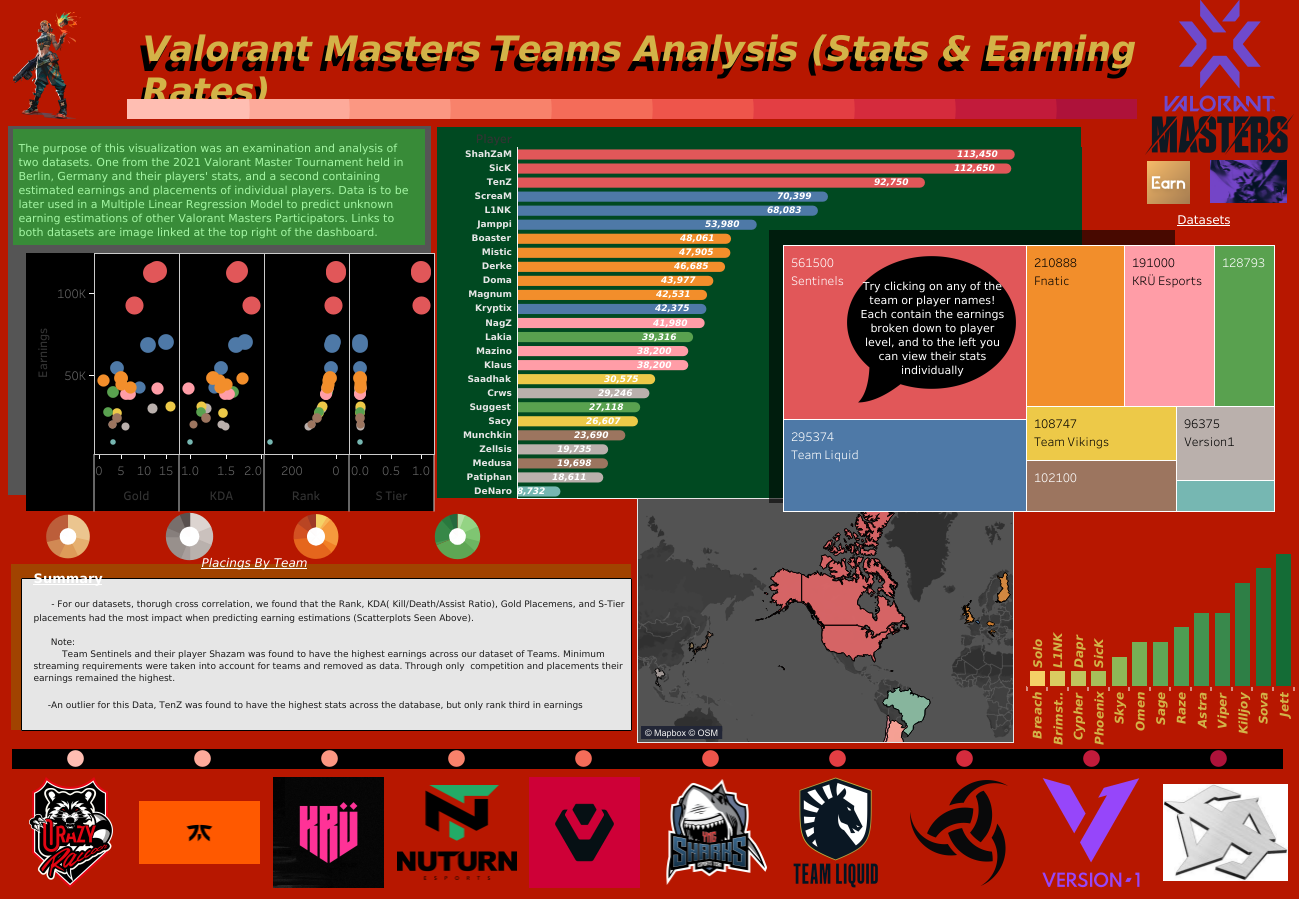 Valorant Masters Teams Analysis (Stats & Earning
Rates)
VALORANT
MASTERS
The purpose of this visualization was an examination and analysis of
two datasets. One from the 2021 Valorant Master Tournament held in
Berlin, Germany and their players' stats, and a second containing
estimated earnings and placements of individual players. Data is to be
later used in a Multiple Linear Regression Model to predict unknown
earning estimations of other Valorant Masters Participators. Links to
both datasets are image linked at the top right of the dashboard.
Earn
Datasets
ShahZaM 113,450
SicK 112,650
TenZ 92,750
ScreaM 70,399
L1NK 68,083
Jamppi 53,980
Boaster 48,061
Mistic 47,905
Derke 46,685
Doma 43,977
Magnum 42,531
Kryptix 42,375
NagZ 41,980
Lakia 39,316
Mazino 38,200
Klaus 38,200
Saadhak 30,575
Crws 29,246
Suggest 27,118
Sacy 26,607
Munchkin 23,690
Zellsis 19,735
Medusa 19,698
Patiphan 18,611
DeNaro 8,732
100K
50K
Earnings
0 5 10 15 1.0 1.5 2.0 200 0 0.0 0.5 1.0
Gold KDA Rank S Tier
561500
Sentinels
210888
Fnatic
191000
KRÜ Esports
128793
295374
Team Liquid
108747
Team Vikings
96375
Version1
102100
Try clicking on any of the
team or player names!
Each contain the earnings
broken down to player
level, and to the left you
can view their stats
individually
Placings By Team
Summary
- For our datasets, thorugh cross correlation, we found that the Rank, KDA( Kill/Death/Assist Ratio), Gold Placemens, and S-Tier
placements had the most impact when predicting earning estimations (Scatterplots Seen Above).
Note:
Team Sentinels and their player Shazam was found to have the highest earnings across our dataset of Teams. Minimum
streaming requirements were taken into account for teams and removed as data. Through only  competition and placements their
earnings remained the highest.
-An outlier for this Data, TenZ was found to have the highest stats across the database, but only rank third in earnings
© Mapbox © OSM
Solo
L1NK
Dapr
SicK
Breach
Brimst..
Cypher
Phoenix
Skye
Omen
Sage
Raze
Astra
Viper
Killjoy
Sova
Jett
CRAZY
Raccoon
KRÜ
NUTURN
ESPORTS
THE
SHARKS
TEAM LIQUID
VERSION1